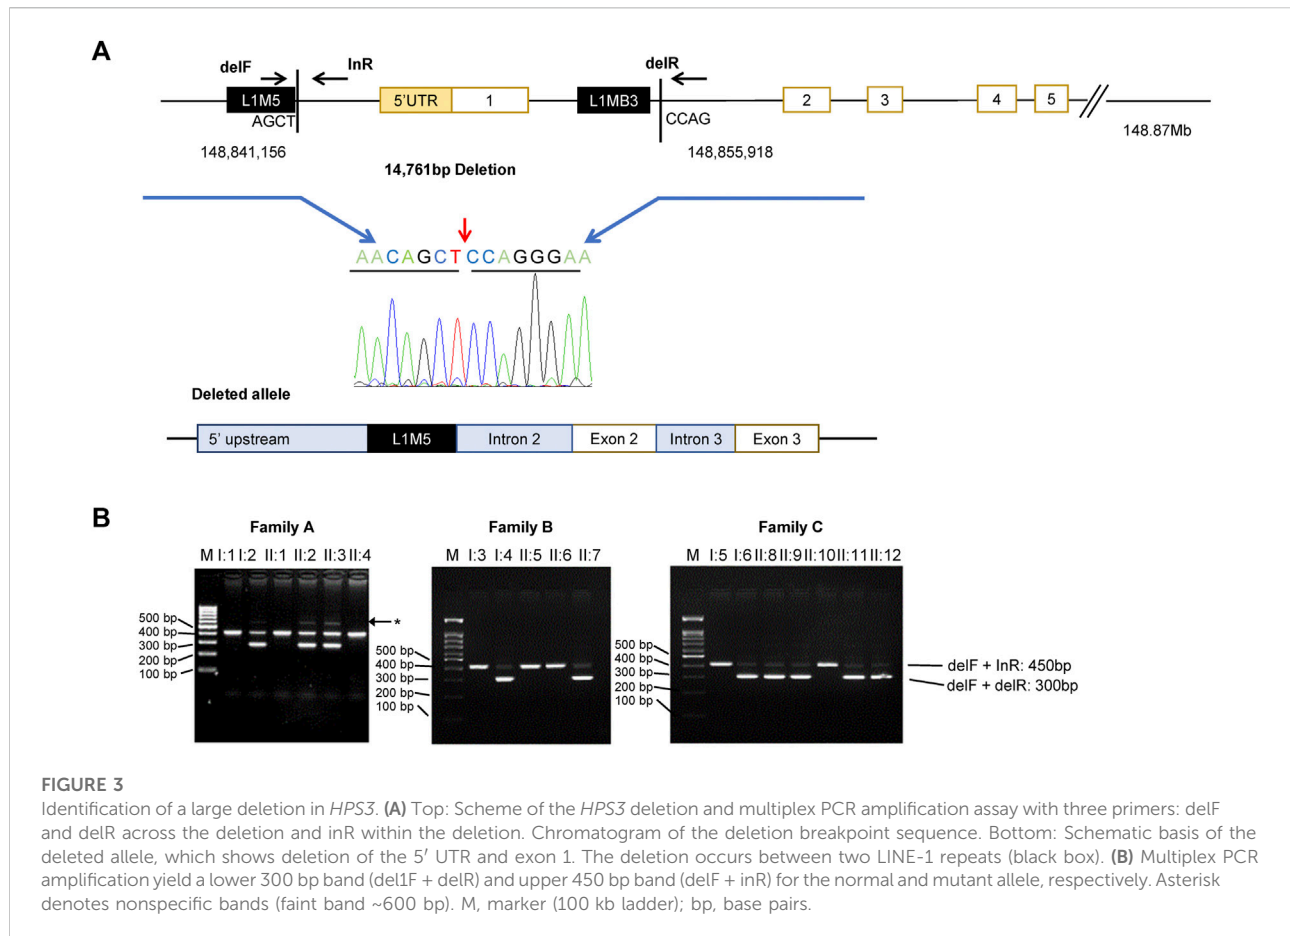 A
delF
InR
delR
L1M5
5'UTR
1
L1MB3
2
3
4
5
AGCT
CCAG
148.87Mb
148,841,156
148,855,918
14,761bp Deletion
AACAGCTCCAGGGAA
Deleted allele
5' upstream
L1M5
Intron 2
Exon 2
Intron 3
Exon 3
B
Family A
M I:1 I:2 II:1 II:2 II:3 II:4
500 bp
400 bp
300 bp
200 bp
100 bp
*
Family B
M I:3 I:4 II:5 II:6 II:7
500 bp
400 bp
300 bp
200 bp
100 bp
Family C
M I:5 I:6 II:8 II:9 II:10 II:11 II:12
500 bp
400 bp
300 bp
200 bp
100 bp
delF + InR: 450bp
delF + delR: 300bp
FIGURE 3
Identification of a large deletion in HPS3. (A) Top: Scheme of the HPS3 deletion and multiplex PCR amplification assay with three primers: delF
and delR across the deletion and inR within the deletion. Chromatogram of the deletion breakpoint sequence. Bottom: Schematic basis of the
deleted allele, which shows deletion of the 5′ UTR and exon 1. The deletion occurs between two LINE-1 repeats (black box). (B) Multiplex PCR
amplification yield a lower 300 bp band (del1F + delR) and upper 450 bp band (delF + inR) for the normal and mutant allele, respectively. Asterisk
denotes nonspecific bands (faint band ~600 bp). M, marker (100 kb ladder); bp, base pairs.